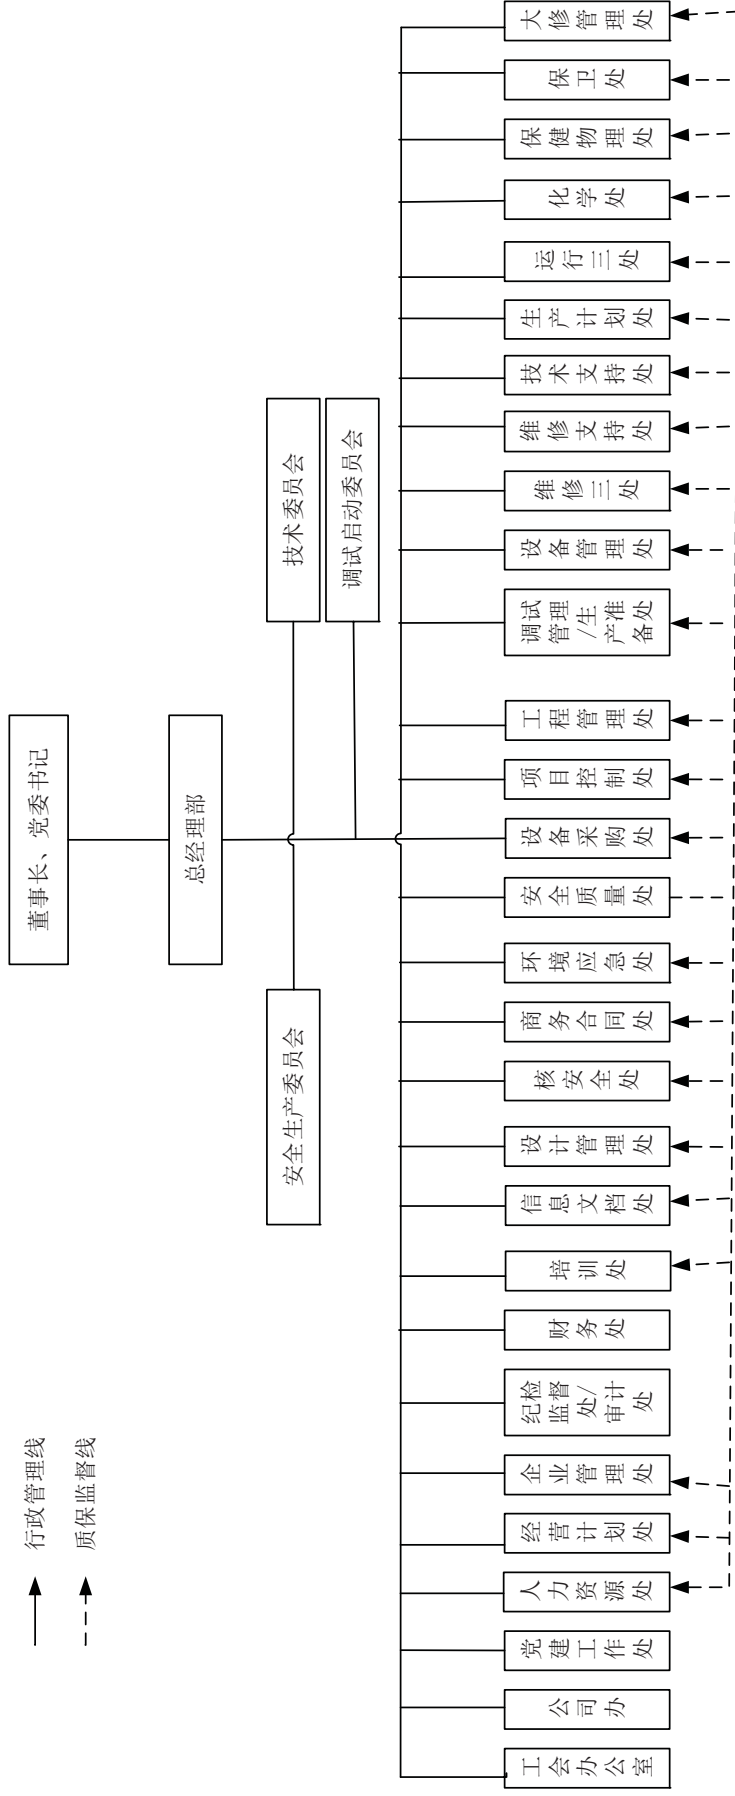 行政管理线
质保监督线
董事长、党委书记
总经理部
安全生产委员会
技术委员会
调试启动委员会
工会办公室
公司办
党建工作处
人力资源处
经营计划处
企业管理处
纪检
监督
处/
审计
处
财务处
培训处
信息文档处
设计管理处
核安全处
商务合同处
环境应急处
安全质量处
设备采购处
项目控制处
工程管理处
调试
管理
/生
产准
备处
设备管理处
维修三处
维修支持处
技术支持处
生产计划处
运行三处
化学处
保健物理处
保卫处
大修管理处